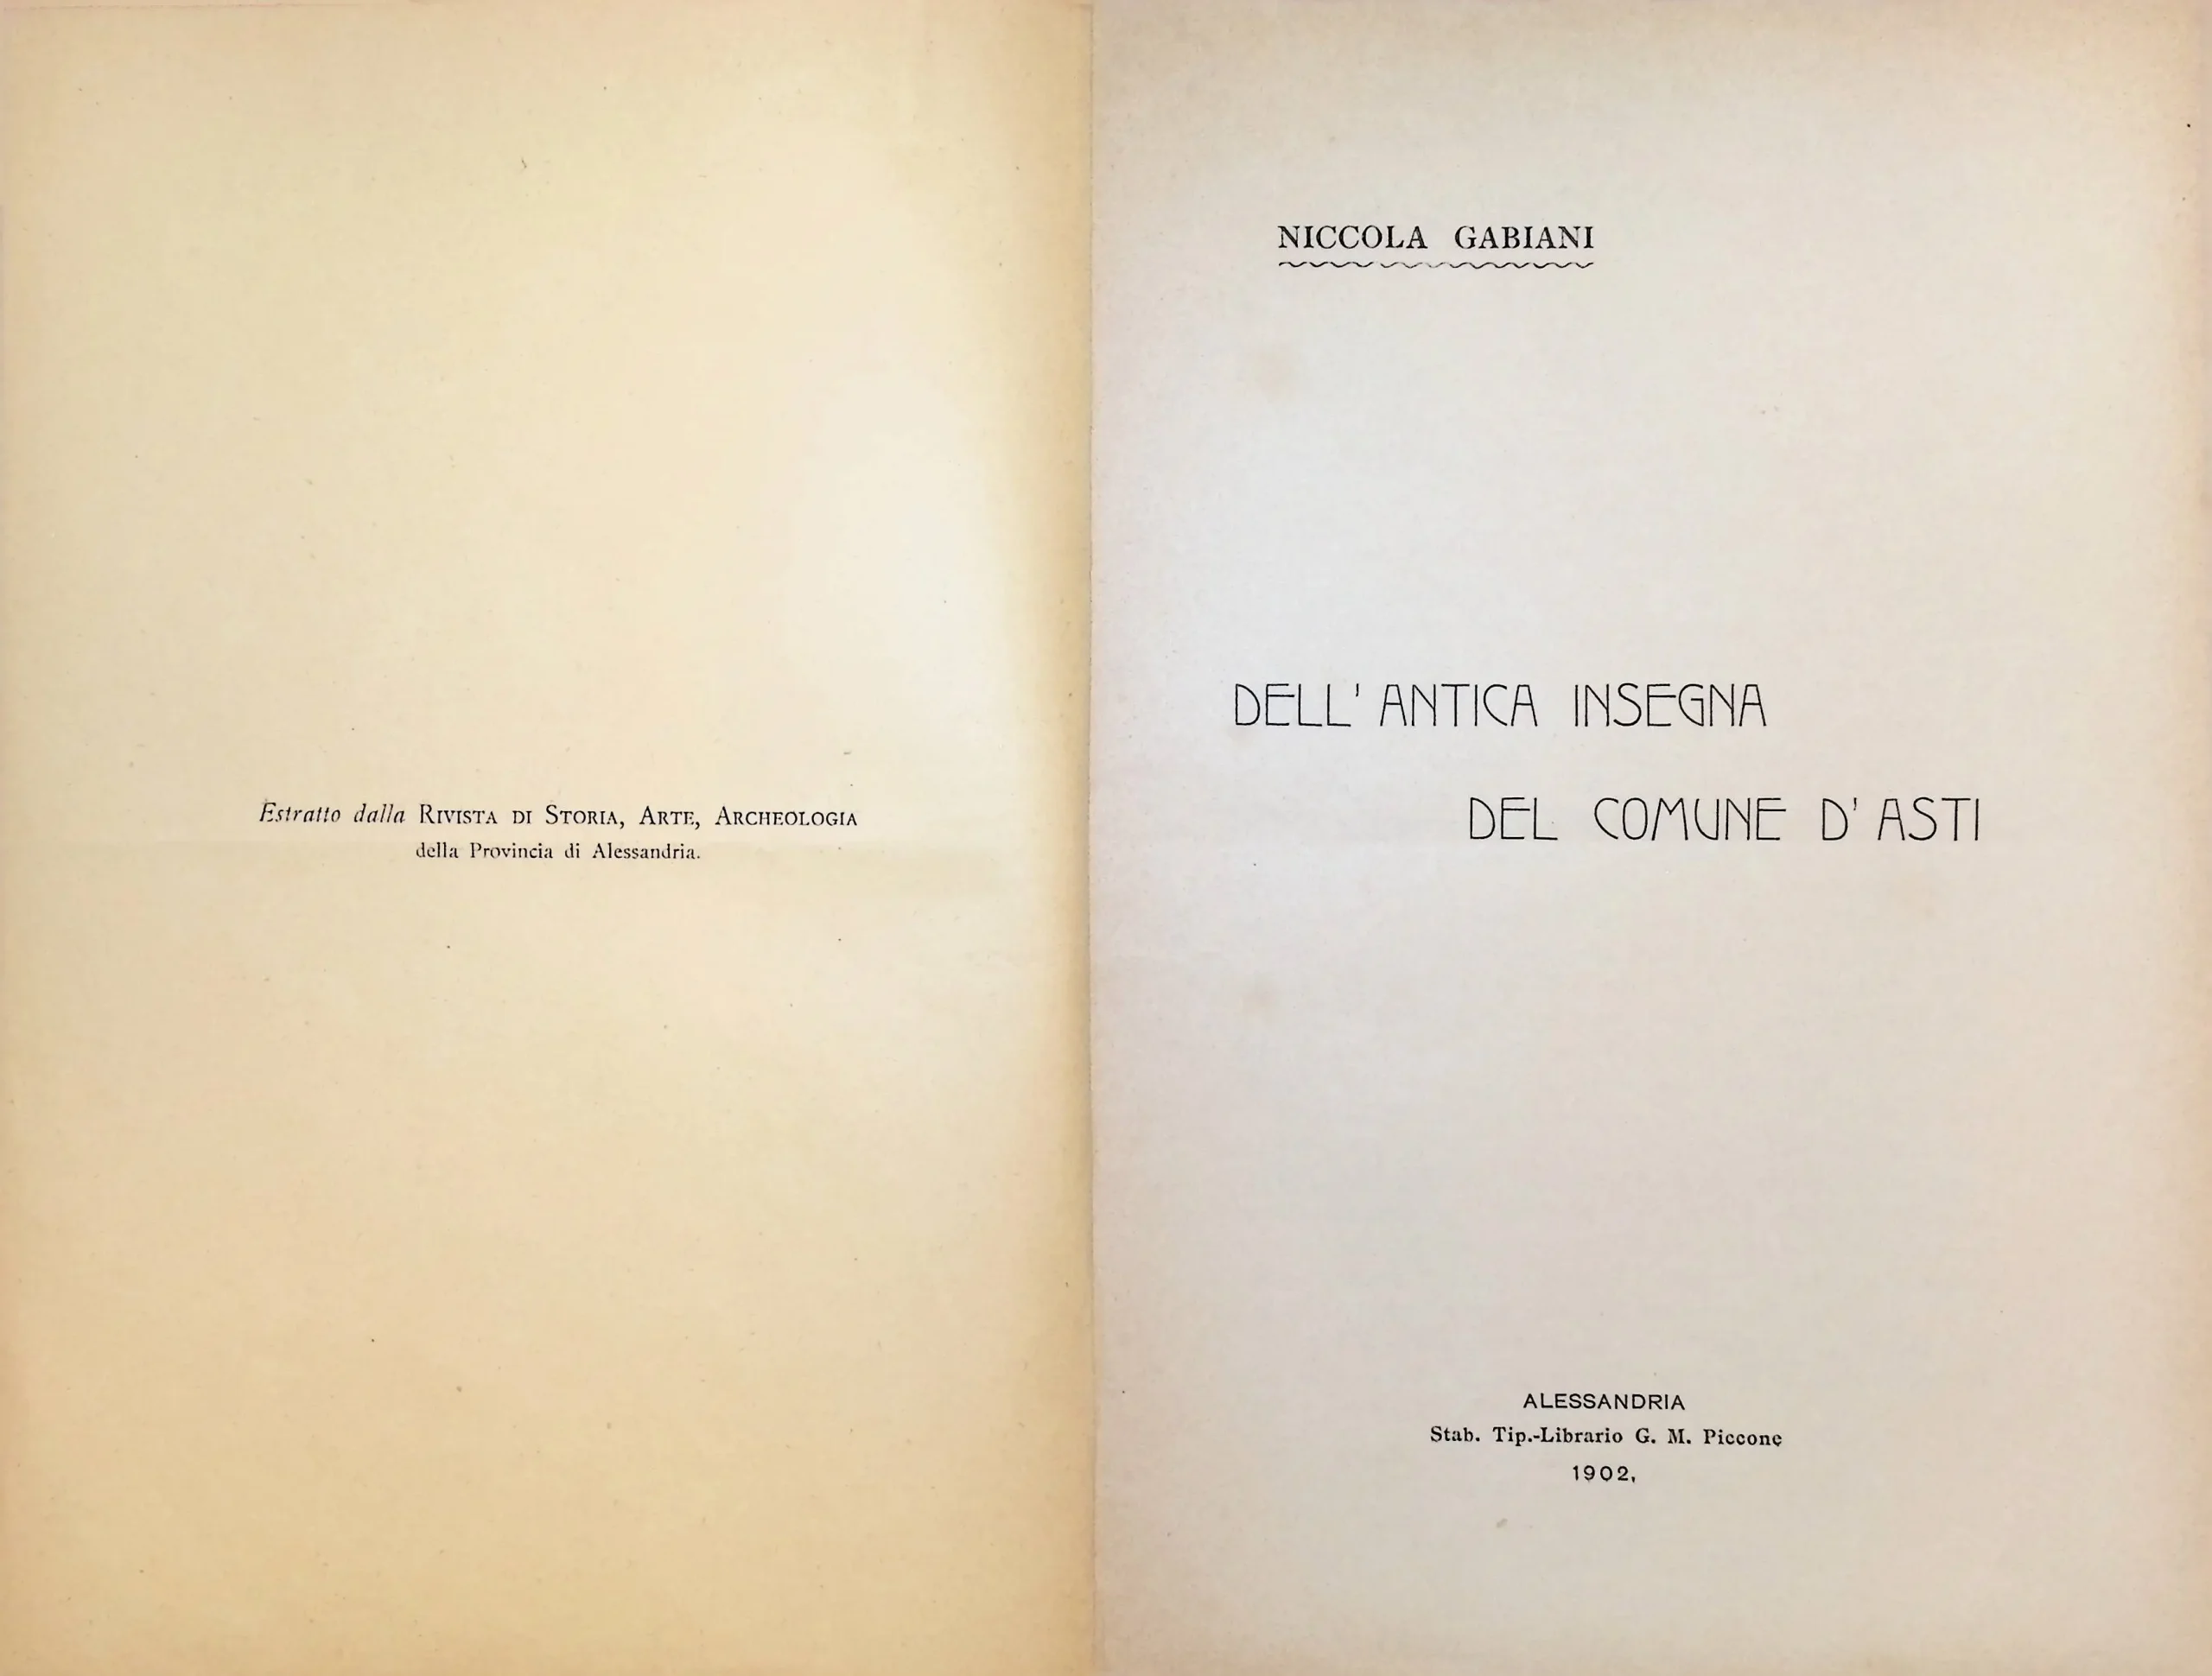 Estratto dalla RIVISTA DI STORIA, ARTE, ARCHEOLOGIA
della Provincia di Alessandria.
NICCOLA GABIANI
DELL' ANTICA INSEGNA
DEL COMUNE D' ASTI
ALESSANDRIA
Stab. Tip.-Librario G. M. Piccone
1902,